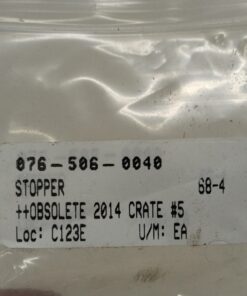 076-506-0040
STOPPER 68-4
++OBSOLETE 2014 CRATE #5
Loc: C123E U/M: EA